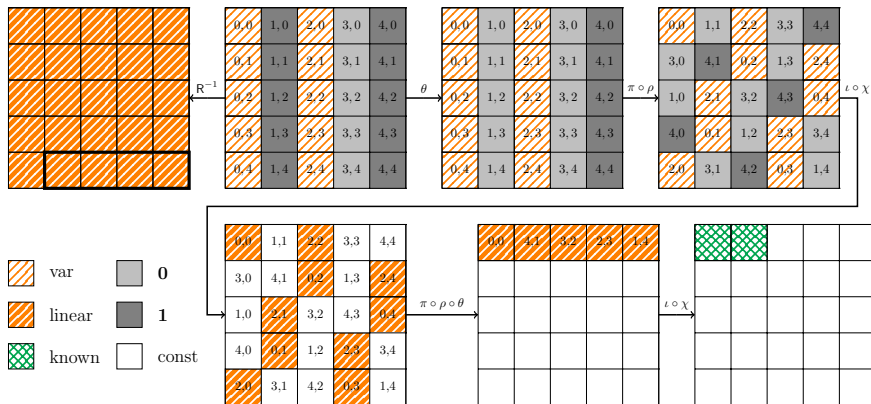 0,0 1,0 2,0 3,0 4,0
0,1 1,1 2,1 3,1 4,1
0,2 1,2 2,2 3,2 4,2
0,3 1,3 2,3 3,3 4,3
0,4 1,4 2,4 3,4 4,4
R⁻¹
θ
0,0 1,0 2,0 3,0 4,0
0,1 1,1 2,1 3,1 4,1
0,2 1,2 2,2 3,2 4,2
0,3 1,3 2,3 3,3 4,3
0,4 1,4 2,4 3,4 4,4
π ∘ ρ
0,0 1,1 2,2 3,3 4,4
3,0 4,1 0,2 1,3 2,4
1,0 2,1 3,2 4,3 0,4
4,0 0,1 1,2 2,3 3,4
2,0 3,1 4,2 0,3 1,4
ι ∘ χ
var 0
linear 1
known const
0,0 1,1 2,2 3,3 4,4
3,0 4,1 0,2 1,3 2,4
1,0 2,1 3,2 4,3 0,4
4,0 0,1 1,2 2,3 3,4
2,0 3,1 4,2 0,3 1,4
π ∘ ρ ∘ θ
0,0 4,1 3,2 2,3 1,4
ι ∘ χ